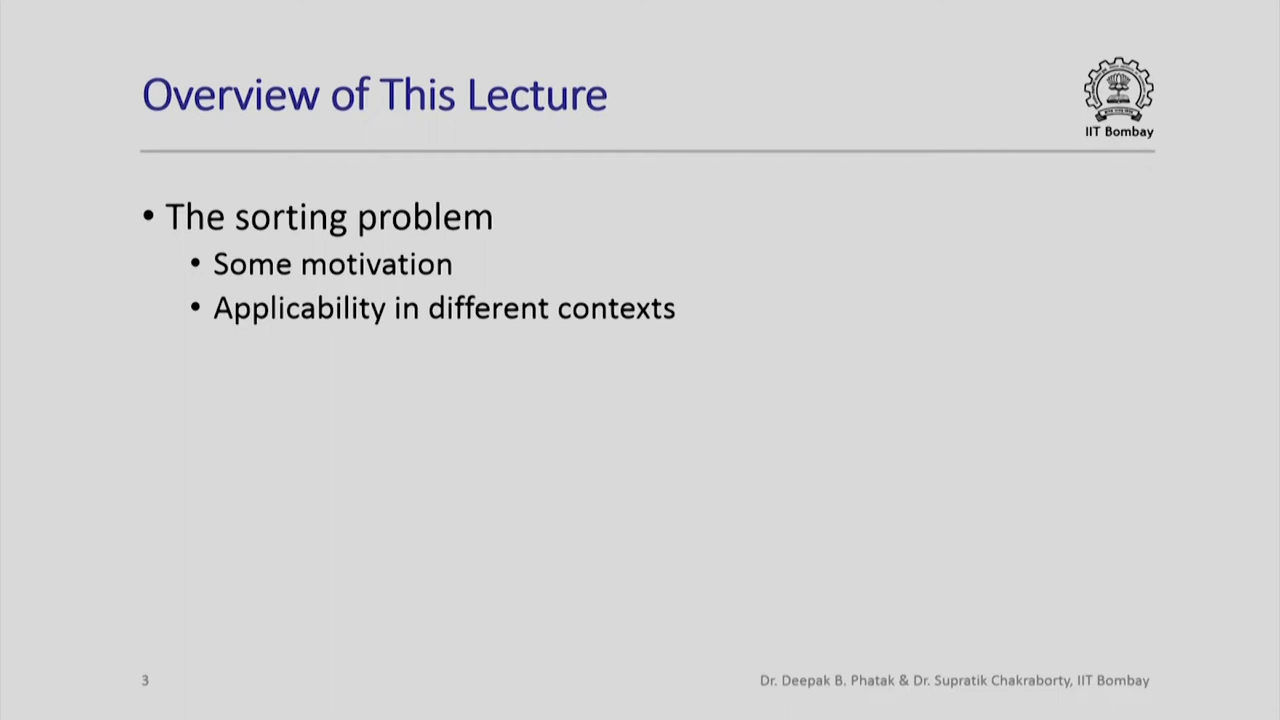 Overview of This Lecture
IIT Bombay
• The sorting problem
• Some motivation
• Applicability in different contexts
3
Dr. Deepak B. Phatak & Dr. Supratik Chakraborty, IIT Bombay